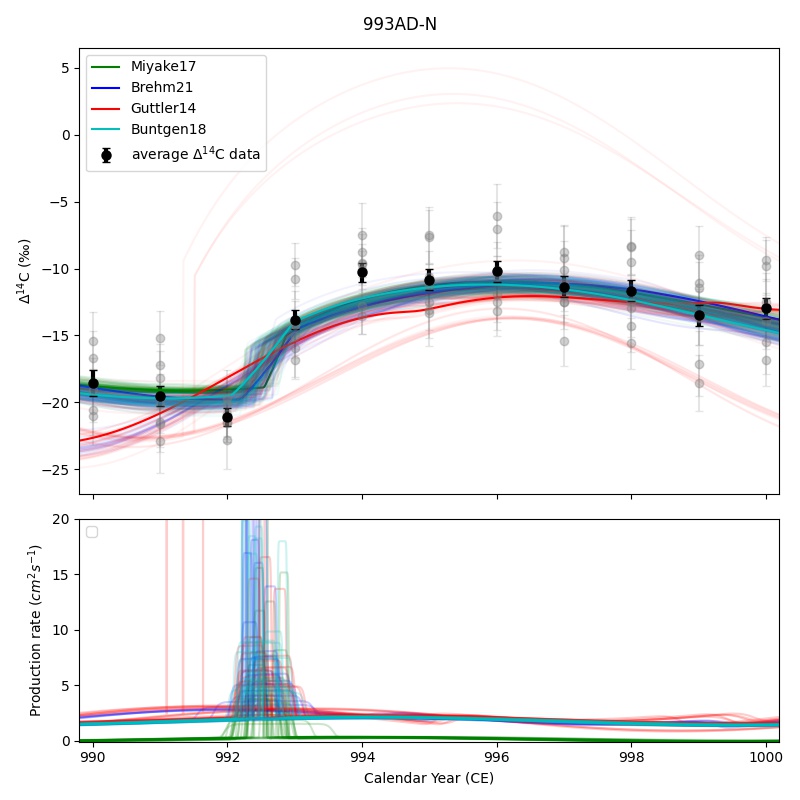 993AD-N
Miyake17
Brehm21
Guttler14
Buntgen18
average Δ¹⁴C data
5
0
−5
−10
−15
−20
−25
Δ¹⁴C (‰)
20
15
10
5
0
Production rate (cm²s⁻¹)
990 992 994 996 998 1000
Calendar Year (CE)